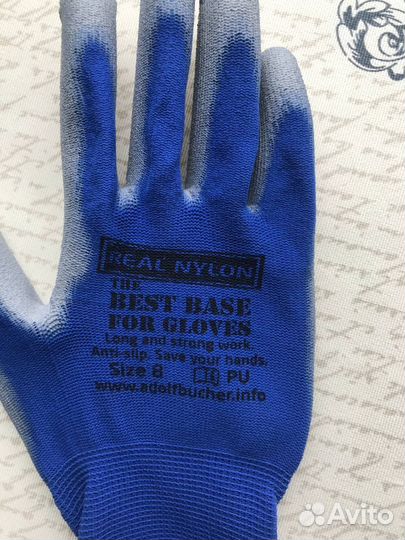 REAL NYLON
THE
BEST BASE
FOR GLOVES
Long and strong work.
Anti-slip. Save your hands.
Size 8 PU
www.adolfbucher.info
Avito